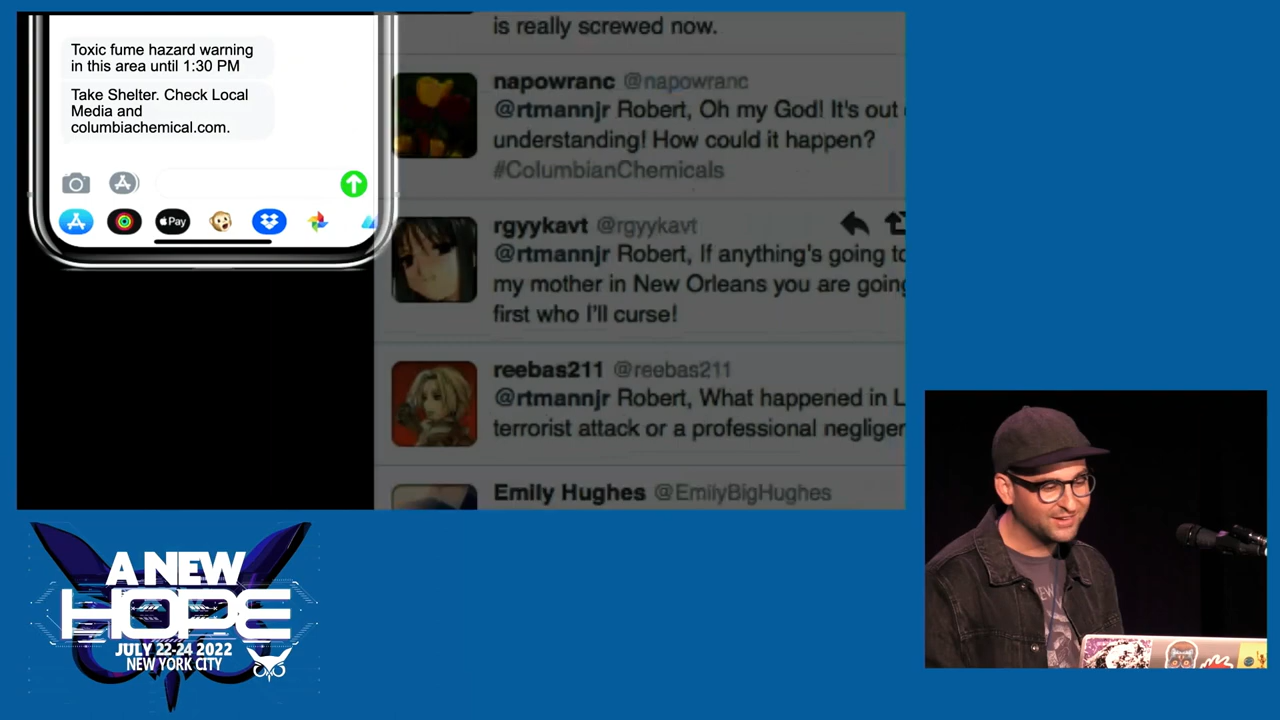 Toxic fume hazard warning
in this area until 1:30 PM
Take Shelter. Check Local
Media and
columbiachemical.com.
Pay
is really screwed now.
napowranc @napowranc
@rtmannjr Robert, Oh my God! It's out
understanding! How could it happen?
#ColumbianChemicals
rgyykavt @rgyykavt
@rtmannjr Robert, If anything's going to
my mother in New Orleans you are going
first who I'll curse!
reebas211 @reebas211
@rtmannjr Robert, What happened in L
terrorist attack or a professional neglige
Emily Hughes @EmilyBigHughes
A NEW
HOPE
JULY 22-24 2022
NEW YORK CITY